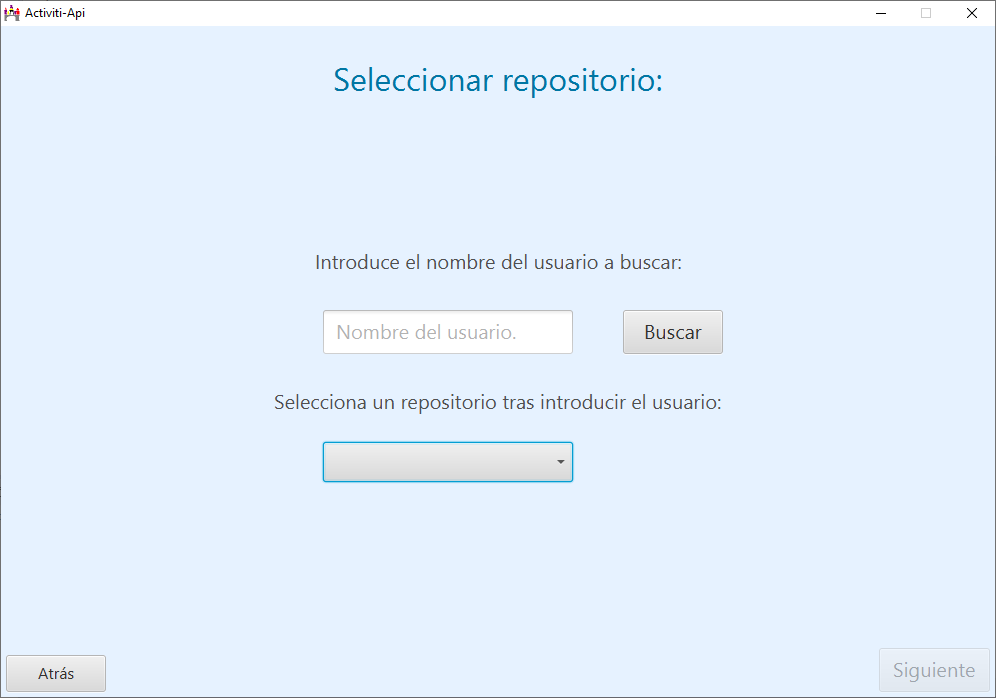 Activiti-Api
Seleccionar repositorio:
Introduce el nombre del usuario a buscar:
Nombre del usuario.
Buscar
Selecciona un repositorio tras introducir el usuario:
Atrás
Siguiente